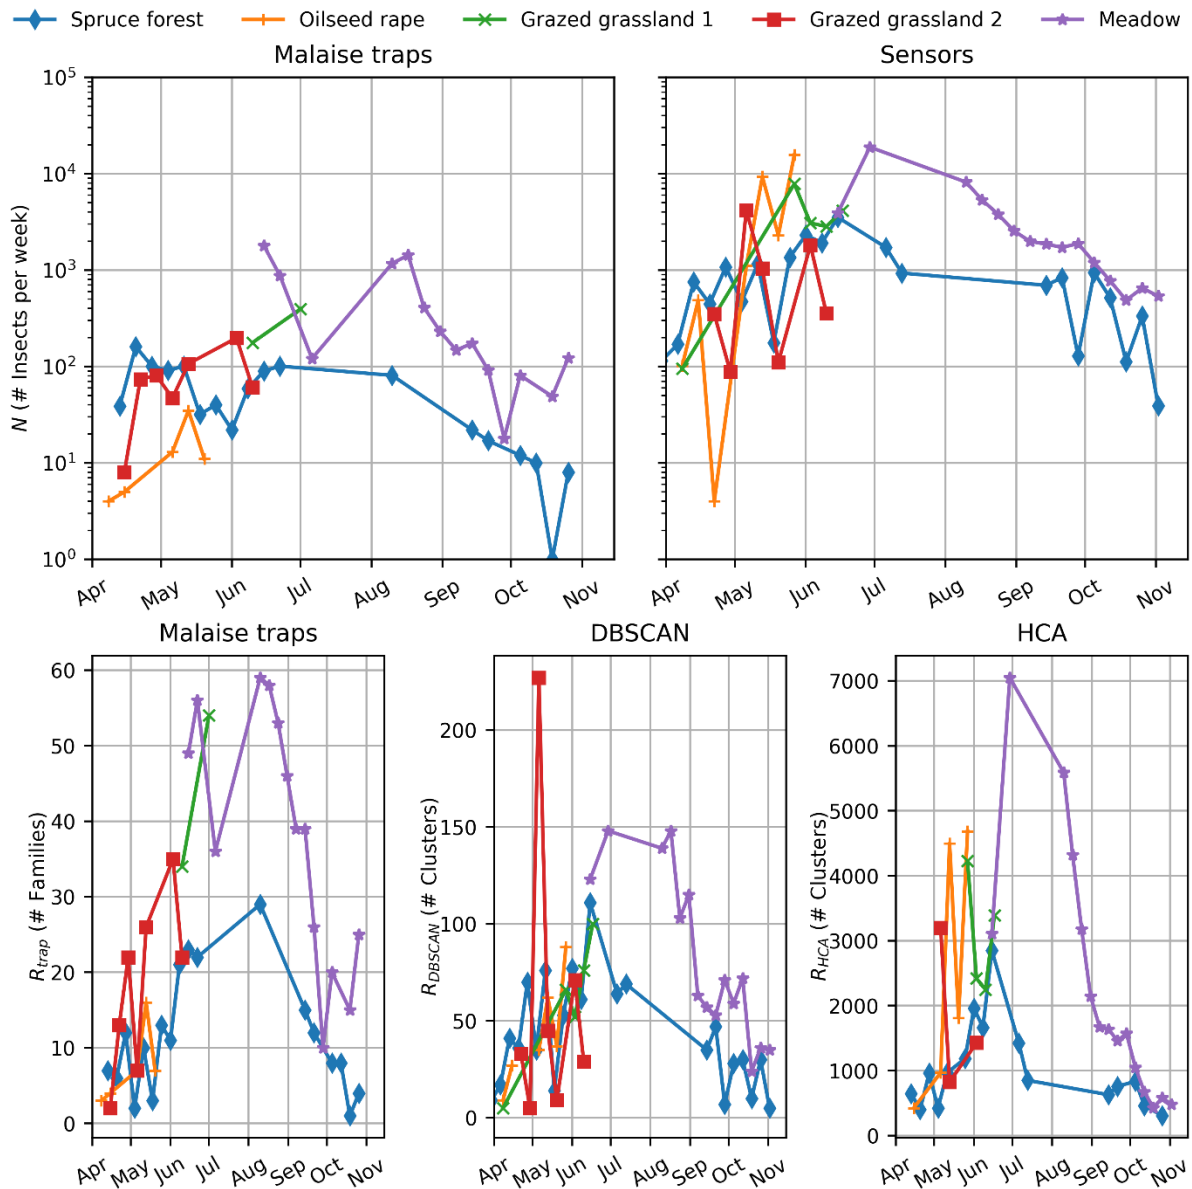 Spruce forest Oilseed rape Grazed grassland 1 Grazed grassland 2 Meadow
Malaise traps
N (# Insects per week)
10⁵
10⁴
10³
10²
10¹
10⁰
Apr May Jun Jul Aug Sep Oct Nov
Sensors
Apr May Jun Jul Aug Sep Oct Nov
Malaise traps
R_trap (# Families)
60
50
40
30
20
10
0
Apr May Jun Jul Aug Sep Oct Nov
DBSCAN
R_DBSCAN (# Clusters)
200
150
100
50
0
Apr May Jun Jul Aug Sep Oct Nov
HCA
R_HCA (# Clusters)
7000
6000
5000
4000
3000
2000
1000
0
Apr May Jun Jul Aug Sep Oct Nov